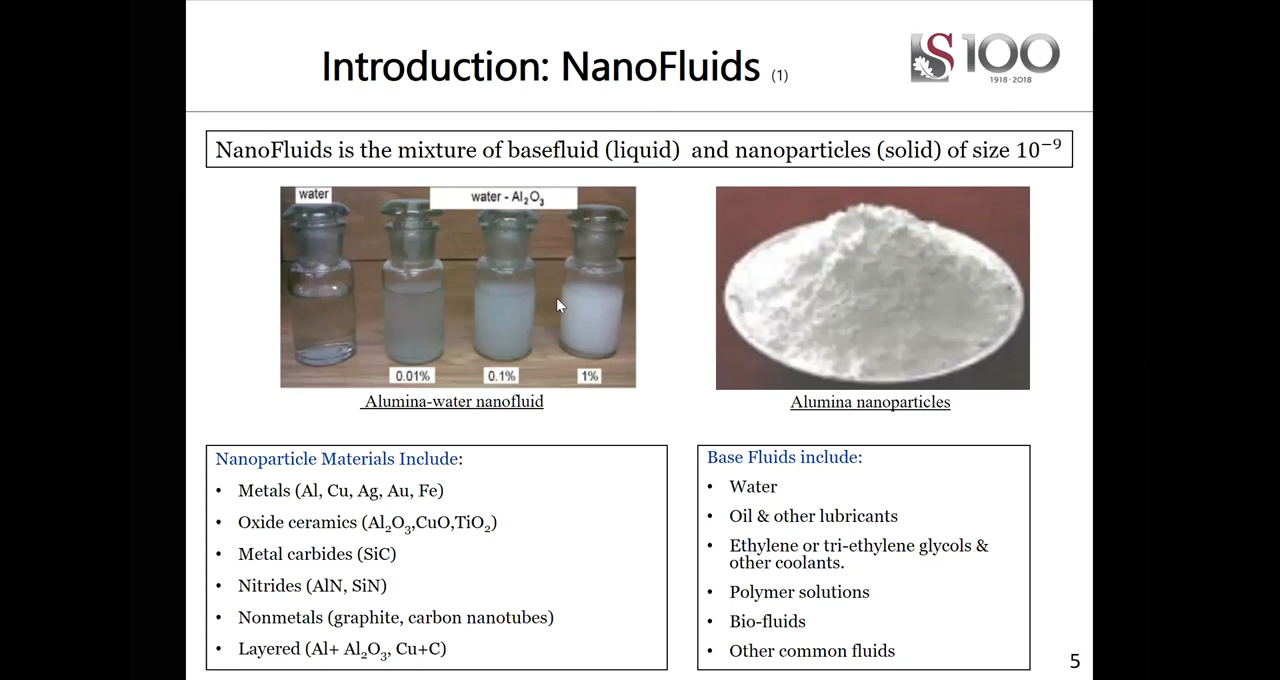 Introduction: NanoFluids (1)
S 100
1918·2018
NanoFluids is the mixture of basefluid (liquid) and nanoparticles (solid) of size 10⁻⁹
water
water - Al₂O₃
0.01%
0.1%
1%
Alumina-water nanofluid
Alumina nanoparticles
Nanoparticle Materials Include:
• Metals (Al, Cu, Ag, Au, Fe)
• Oxide ceramics (Al₂O₃,CuO,TiO₂)
• Metal carbides (SiC)
• Nitrides (AlN, SiN)
• Nonmetals (graphite, carbon nanotubes)
• Layered (Al+ Al₂O₃, Cu+C)
Base Fluids include:
• Water
• Oil & other lubricants
• Ethylene or tri-ethylene glycols &
other coolants.
• Polymer solutions
• Bio-fluids
• Other common fluids
5